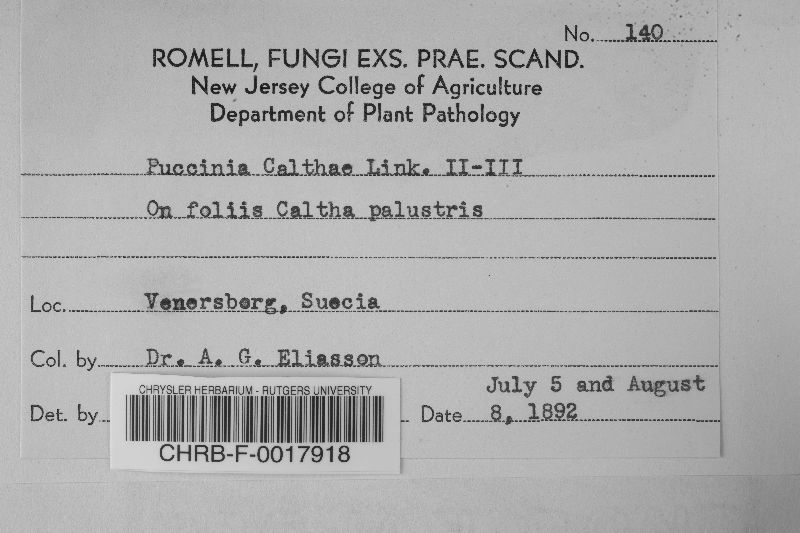 No. 140
ROMELL, FUNGI EXS. PRAE. SCAND.
New Jersey College of Agriculture
Department of Plant Pathology
Puccinia Calthae Link. II-III
On foliis Caltha palustris
Loc. Venersborg, Suecia
Col. by Dr. A. G. Eliasson
July 5 and August
Det. by Date 8, 1892
CHRYSLER HERBARIUM - RUTGERS UNIVERSITY
CHRB-F-0017918